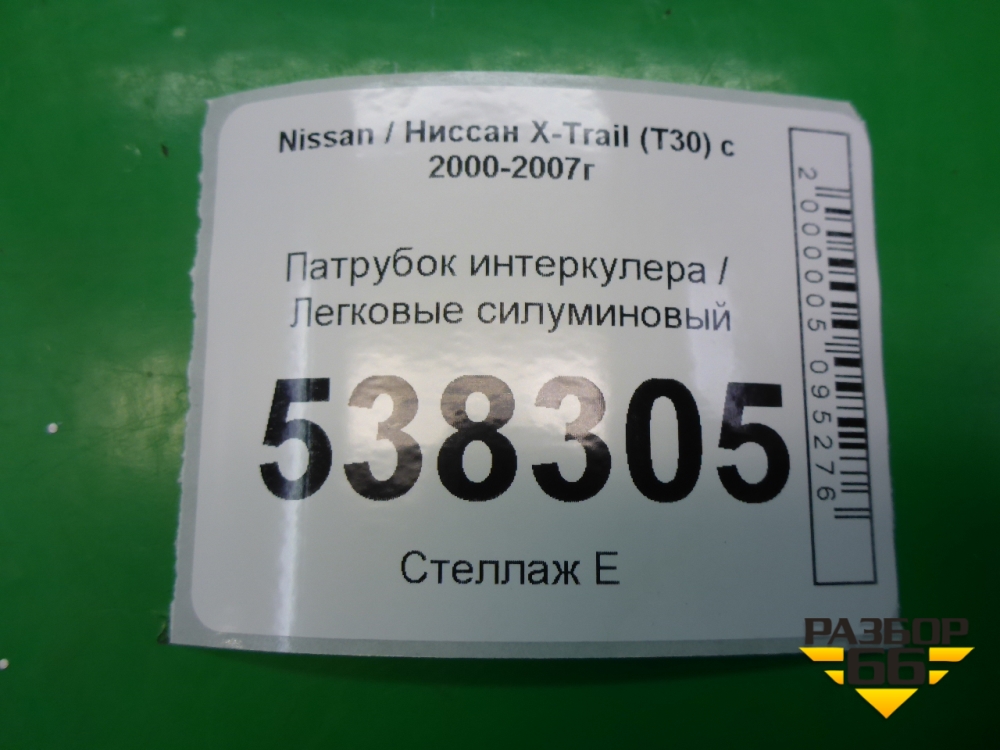 Nissan / Ниссан X-Trail (T30) с
2000-2007г
Патрубок интеркулера /
Легковые силуминовый
538305
Стеллаж Е
2000005095276
РАЗБОР
66